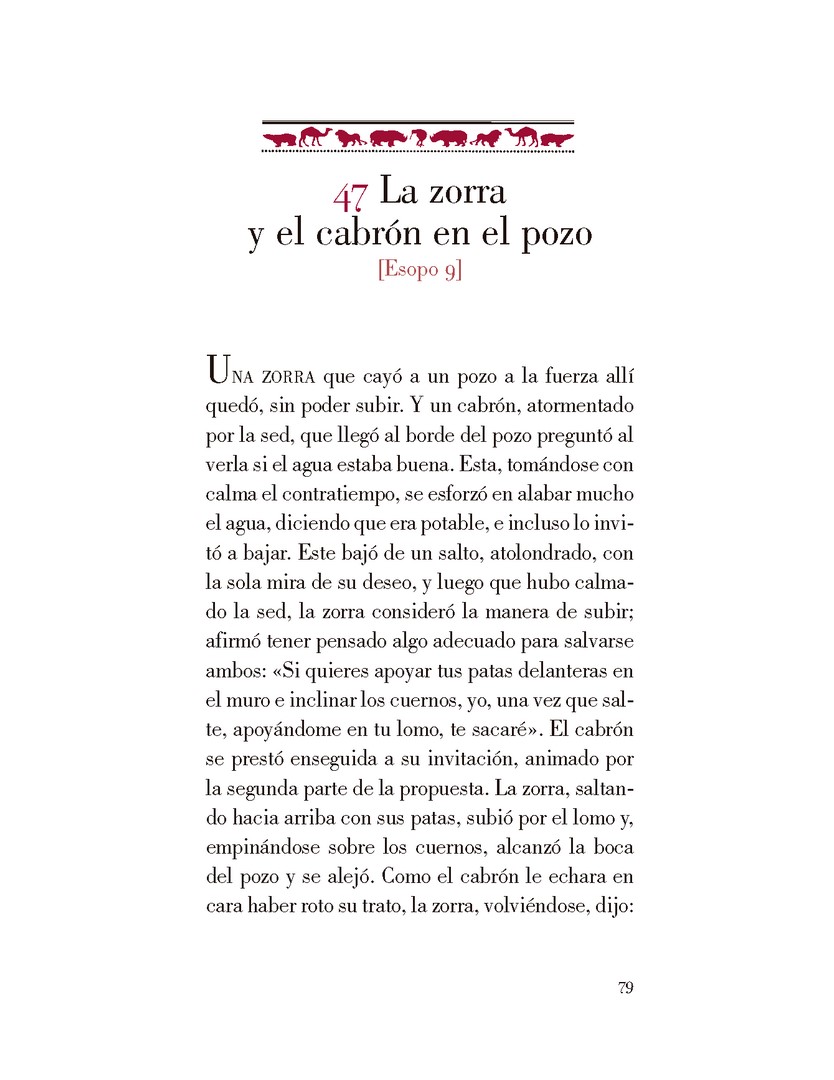 47 La zorra
y el cabrón en el pozo
[Esopo 9]
UNA ZORRA que cayó a un pozo a la fuerza allí
quedó, sin poder subir. Y un cabrón, atormentado
por la sed, que llegó al borde del pozo preguntó al
verla si el agua estaba buena. Esta, tomándose con
calma el contratiempo, se esforzó en alabar mucho
el agua, diciendo que era potable, e incluso lo invi-
tó a bajar. Este bajó de un salto, atolondrado, con
la sola mira de su deseo, y luego que hubo calma-
do la sed, la zorra consideró la manera de subir;
afirmó tener pensado algo adecuado para salvarse
ambos: «Si quieres apoyar tus patas delanteras en
el muro e inclinar los cuernos, yo, una vez que sal-
te, apoyándome en tu lomo, te sacaré». El cabrón
se prestó enseguida a su invitación, animado por
la segunda parte de la propuesta. La zorra, saltan-
do hacia arriba con sus patas, subió por el lomo y,
empinándose sobre los cuernos, alcanzó la boca
del pozo y se alejó. Como el cabrón le echara en
cara haber roto su trato, la zorra, volviéndose, dijo:
79